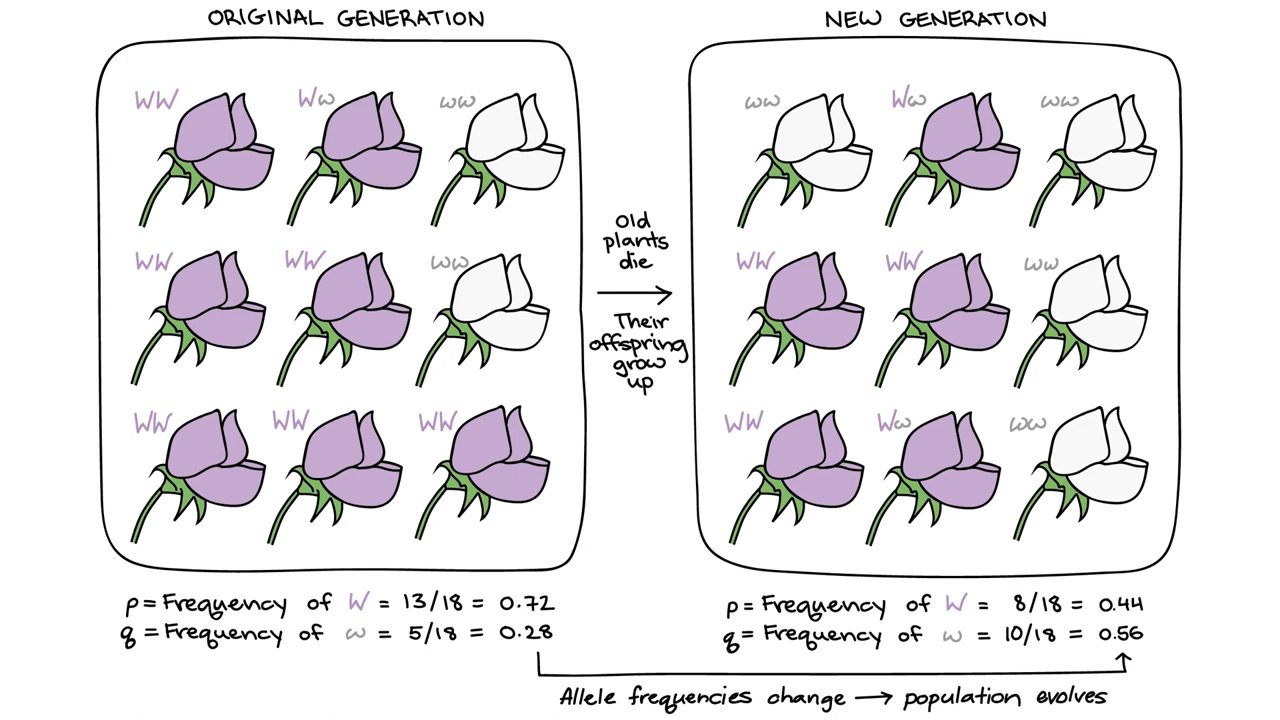 ORIGINAL GENERATION
WW Ww ww
WW WW ww
WW WW WW
p = Frequency of W = 13/18 = 0.72
q = Frequency of w = 5/18 = 0.28
Old
plants
die
Their
offspring
grow
up
NEW GENERATION
ww Ww ww
WW WW ww
WW Ww ww
p = Frequency of W = 8/18 = 0.44
q = Frequency of w = 10/18 = 0.56
Allele frequencies change → population evolves